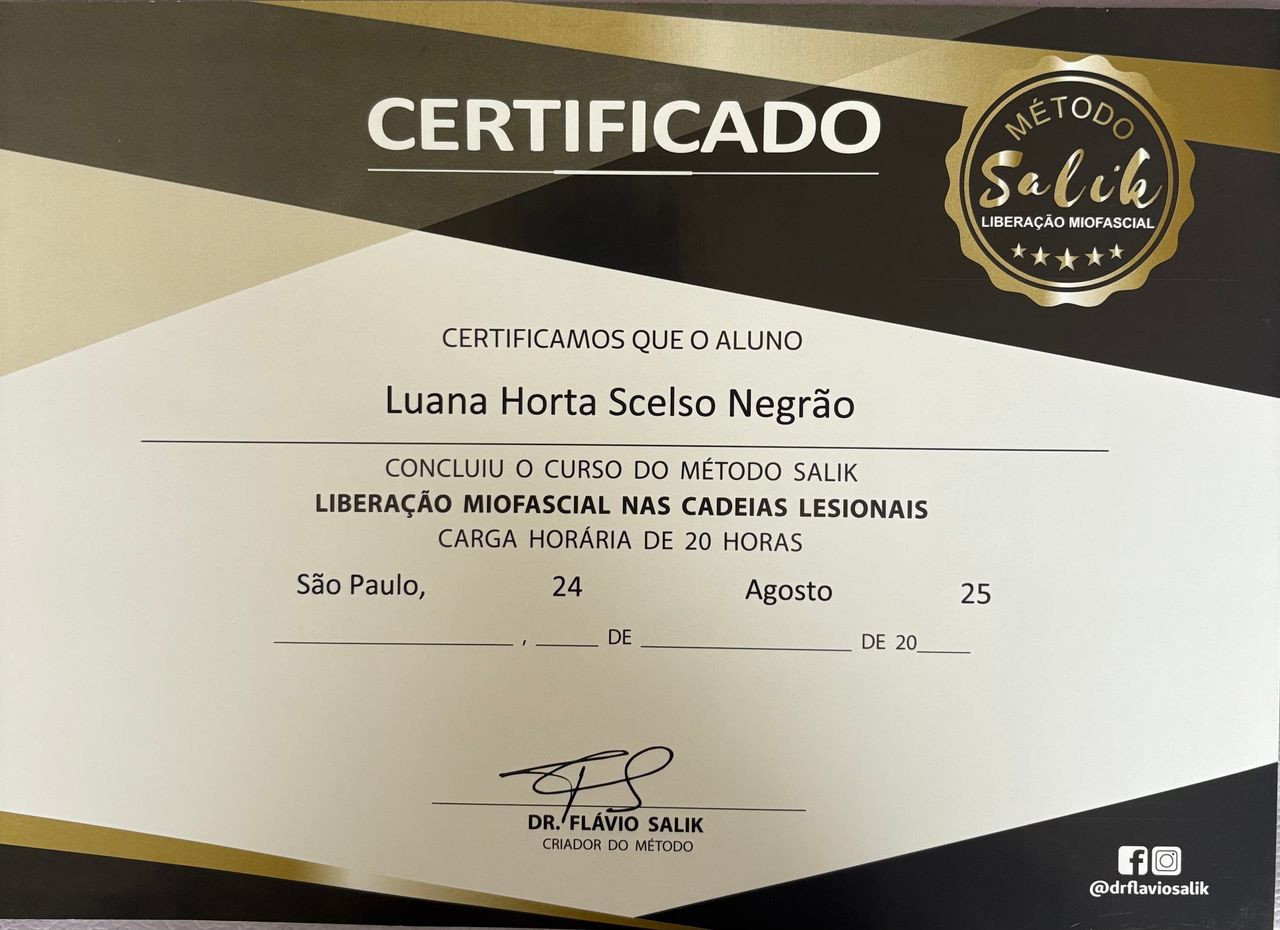 CERTIFICADO
MÉTODO
Salik
LIBERAÇÃO MIOFASCIAL
CERTIFICAMOS QUE O ALUNO
Luana Horta Scelso Negrão
CONCLUIU O CURSO DO MÉTODO SALIK
LIBERAÇÃO MIOFASCIAL NAS CADEIAS LESIONAIS
CARGA HORÁRIA DE 20 HORAS
São Paulo, 24 Agosto 25
, DE DE 20
DR. FLÁVIO SALIK
CRIADOR DO MÉTODO
@drflaviosalik